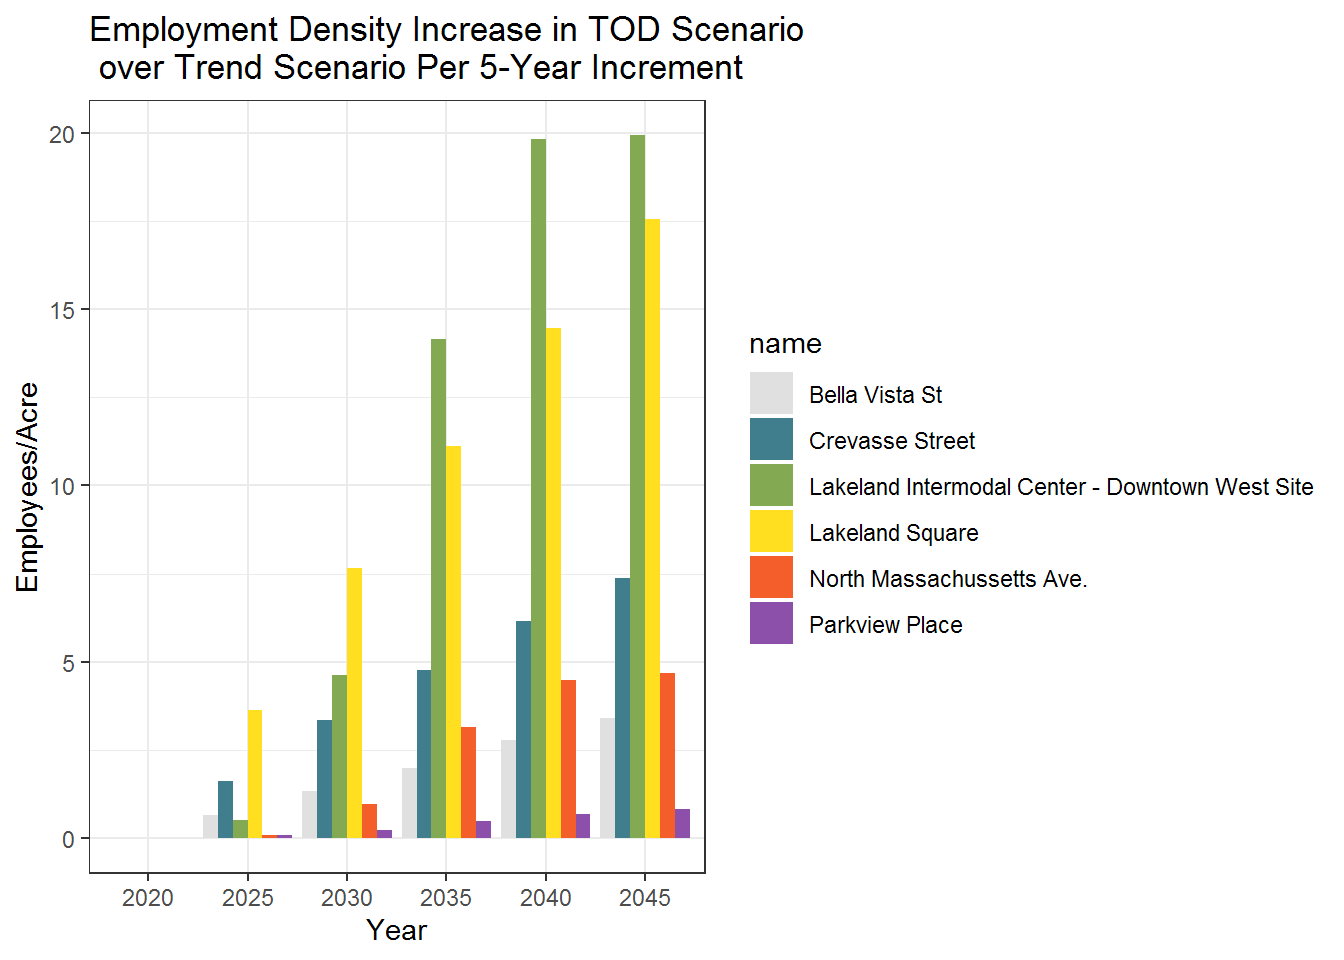 Employment Density Increase in TOD Scenario
over Trend Scenario Per 5-Year Increment
20
15
10
5
0
Employees/Acre
2020 2025 2030 2035 2040 2045
Year
name
Bella Vista St
Crevasse Street
Lakeland Intermodal Center - Downtown West Site
Lakeland Square
North Massachussetts Ave.
Parkview Place